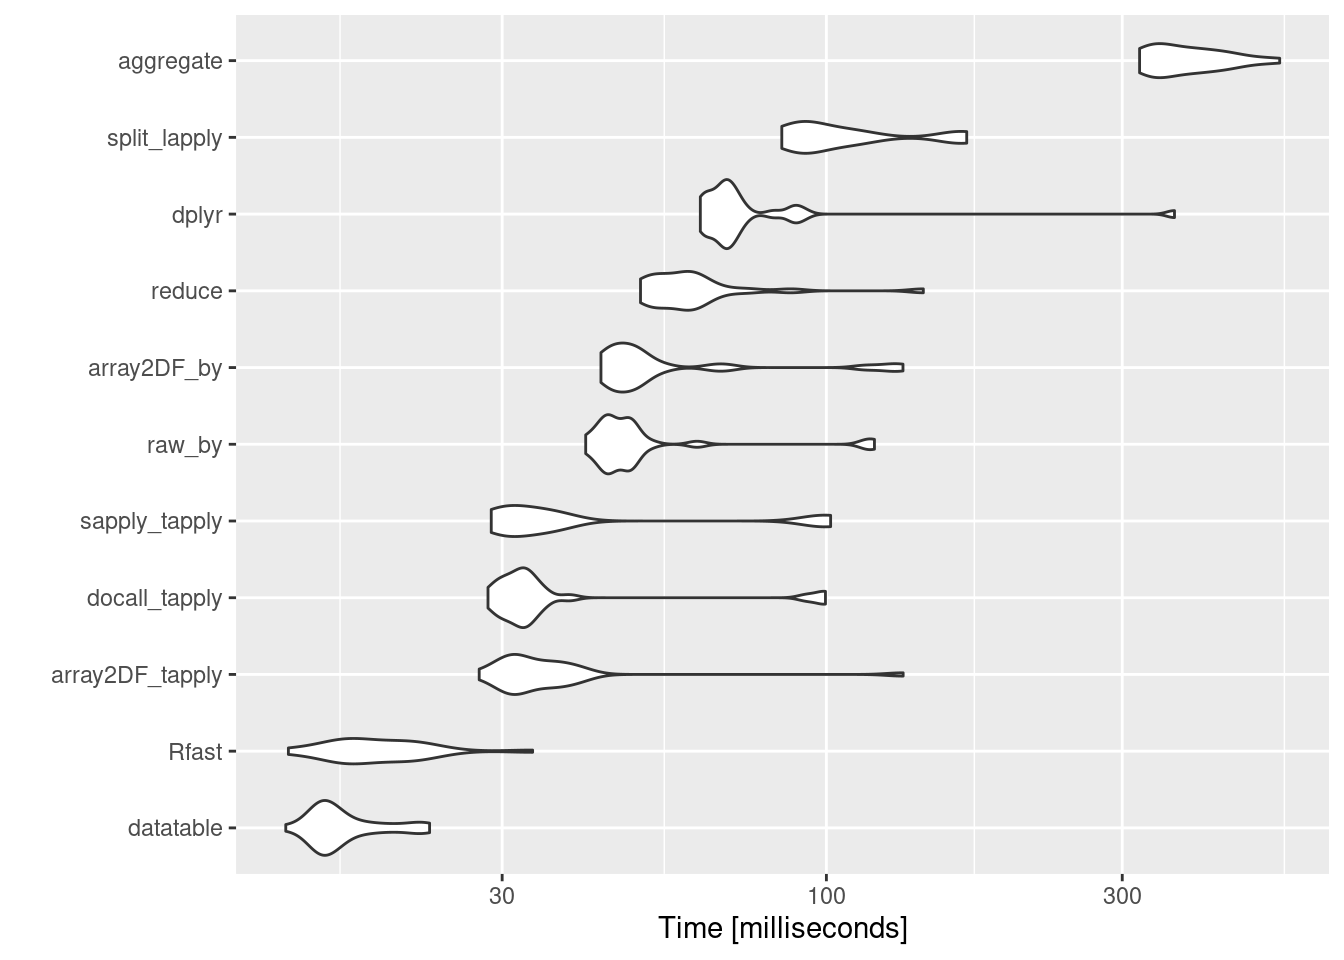 aggregate
split_lapply
dplyr
reduce
array2DF_by
raw_by
sapply_tapply
docall_tapply
array2DF_tapply
Rfast
datatable
30 100 300
Time [milliseconds]